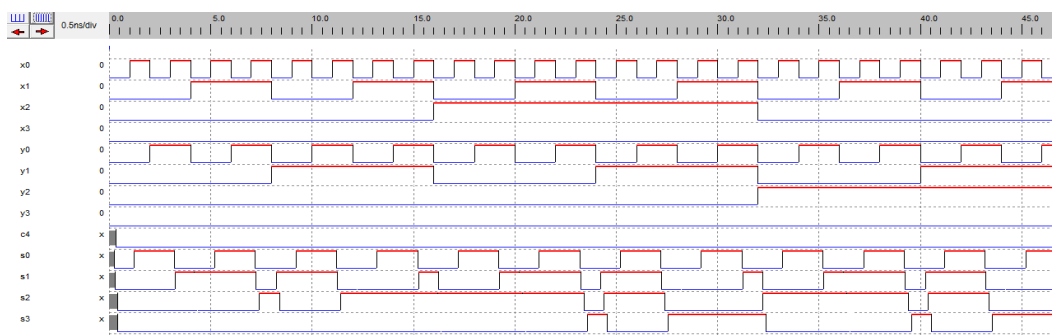 0.5ns/div 0.0 5.0 10.0 15.0 20.0 25.0 30.0 35.0 40.0 45.0
x0 0
x1 0
x2 0
x3 0
y0 0
y1 0
y2 0
y3 0
c4 x
s0 x
s1 x
s2 x
s3 x